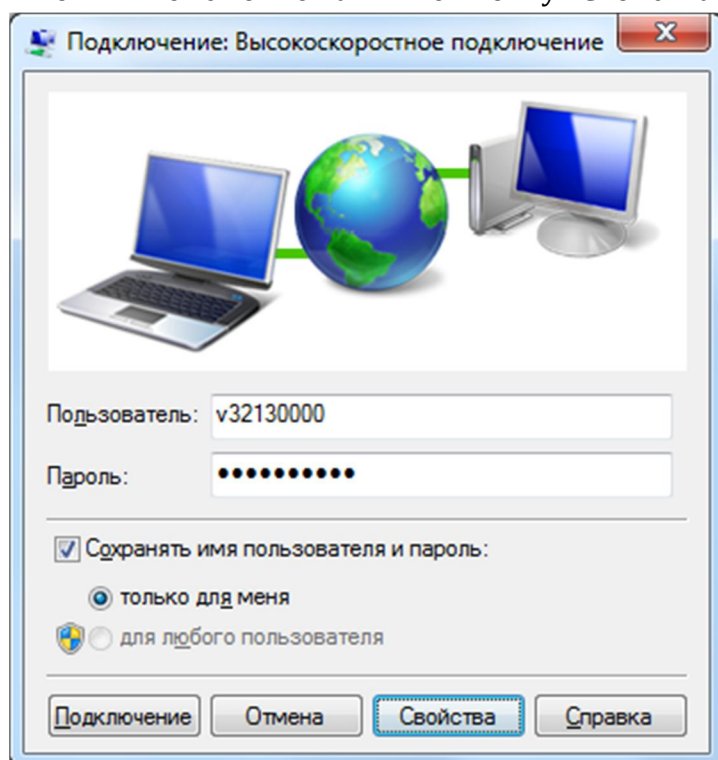 Подключение: Высокоскоростное подключение
Пользователь: v32130000
Пароль: ••••••••••
Сохранять имя пользователя и пароль:
только для меня
для любого пользователя
Подключение Отмена Свойства Справка